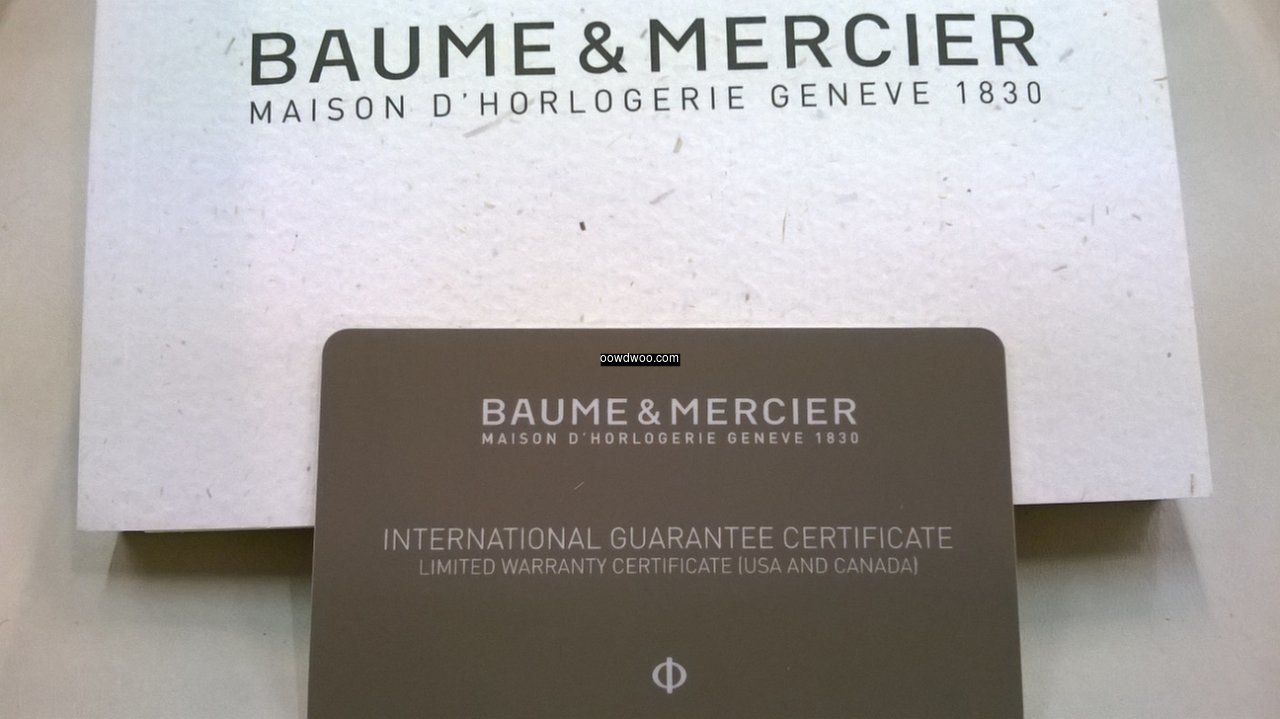 BAUME & MERCIER
MAISON D'HORLOGERIE GENEVE 1830
oowdwoo.com
BAUME & MERCIER
MAISON D'HORLOGERIE GENEVE 1830
INTERNATIONAL GUARANTEE CERTIFICATE
LIMITED WARRANTY CERTIFICATE (USA AND CANADA)